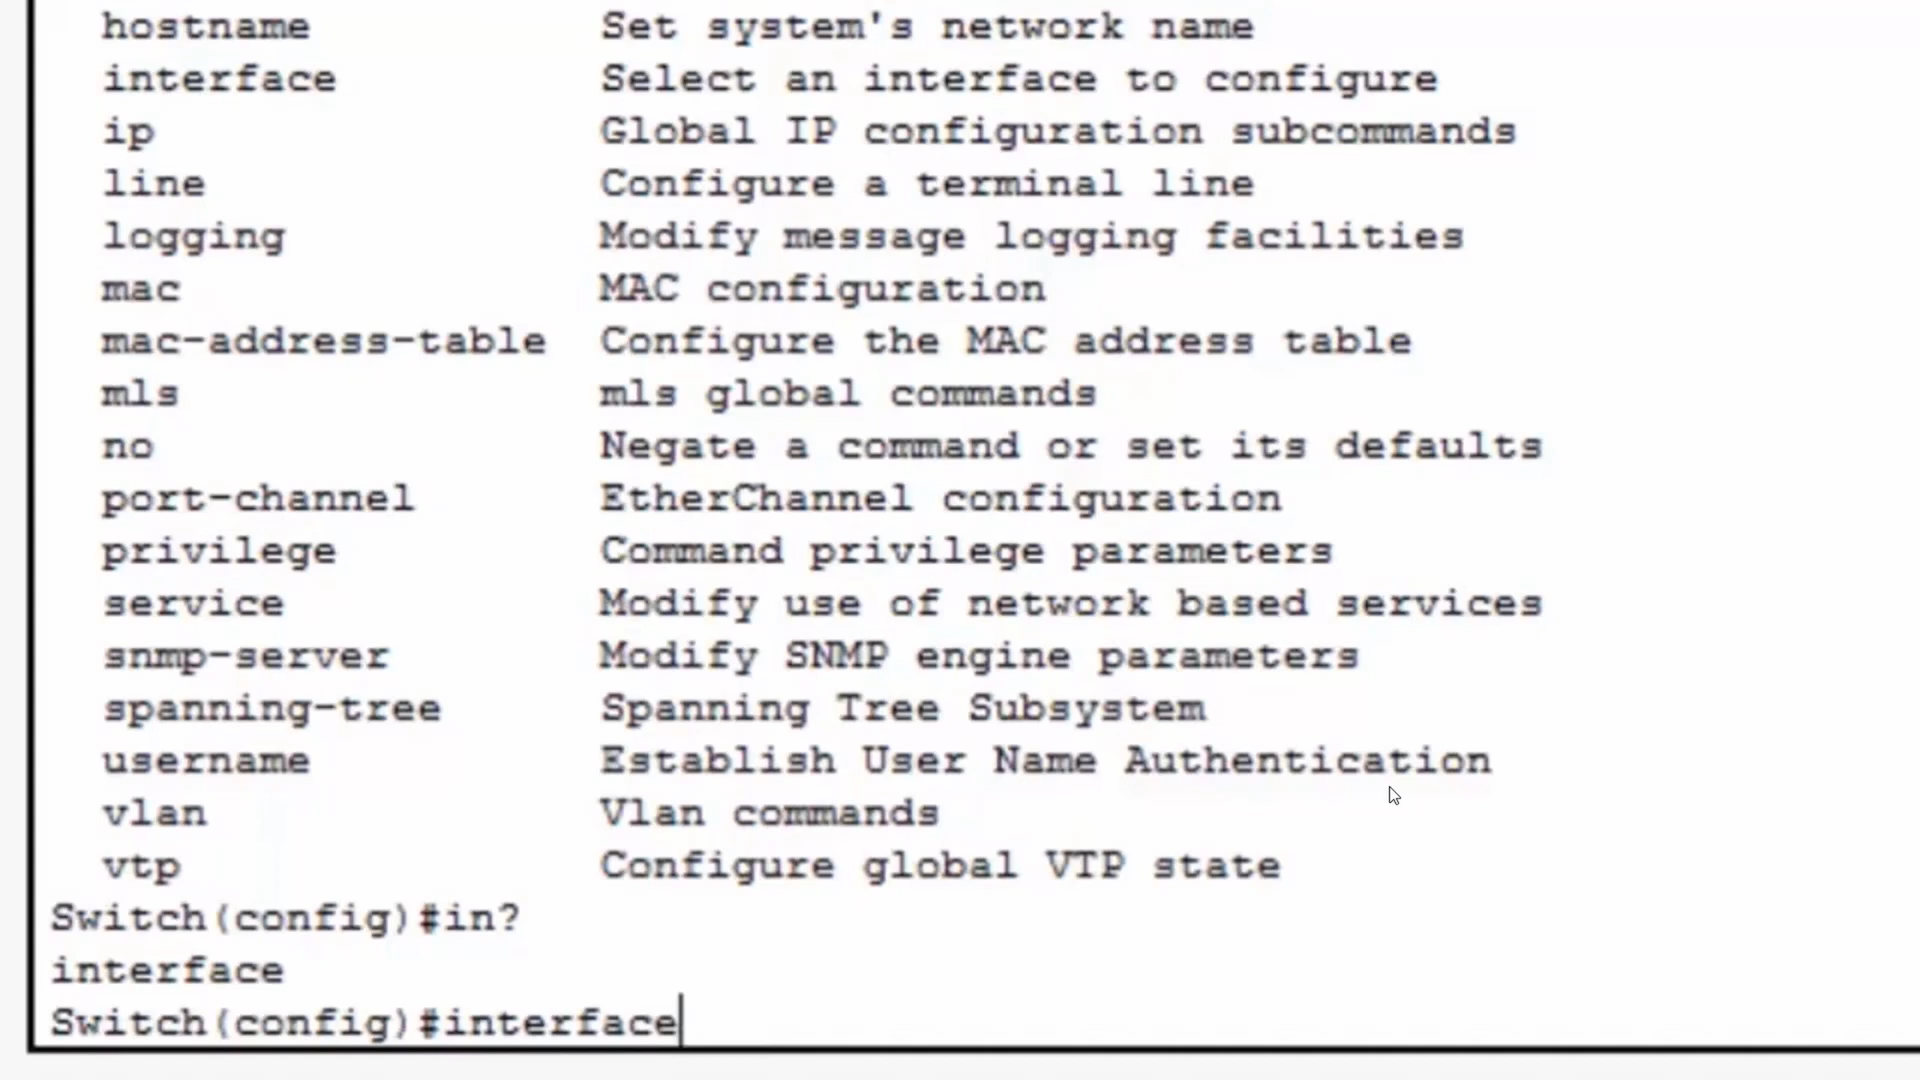 hostname Set system's network name
interface Select an interface to configure
ip Global IP configuration subcommands
line Configure a terminal line
logging Modify message logging facilities
mac MAC configuration
mac-address-table Configure the MAC address table
mls mls global commands
no Negate a command or set its defaults
port-channel EtherChannel configuration
privilege Command privilege parameters
service Modify use of network based services
snmp-server Modify SNMP engine parameters
spanning-tree Spanning Tree Subsystem
username Establish User Name Authentication
vlan Vlan commands
vtp Configure global VTP state
Switch(config)#in?
interface
Switch(config)#interface